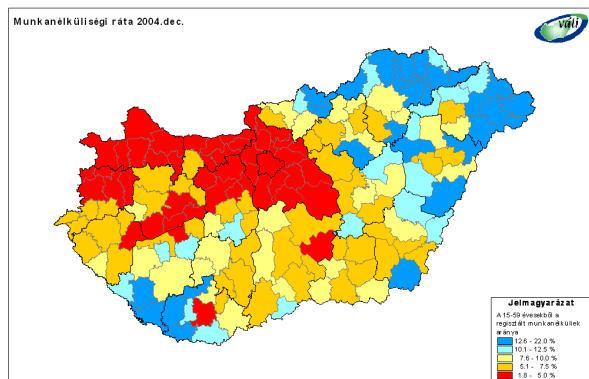 Munkanélküliségi ráta 2004.dec.
váti
Jelmagyarázat
A 15-59 évesekből a
regisztált munkanélküliek
aránya
12.6 - 22.0 %
10.1 - 12.5 %
7.6 - 10.0 %
5.1 - 7.5 %
1.8 - 5.0 %